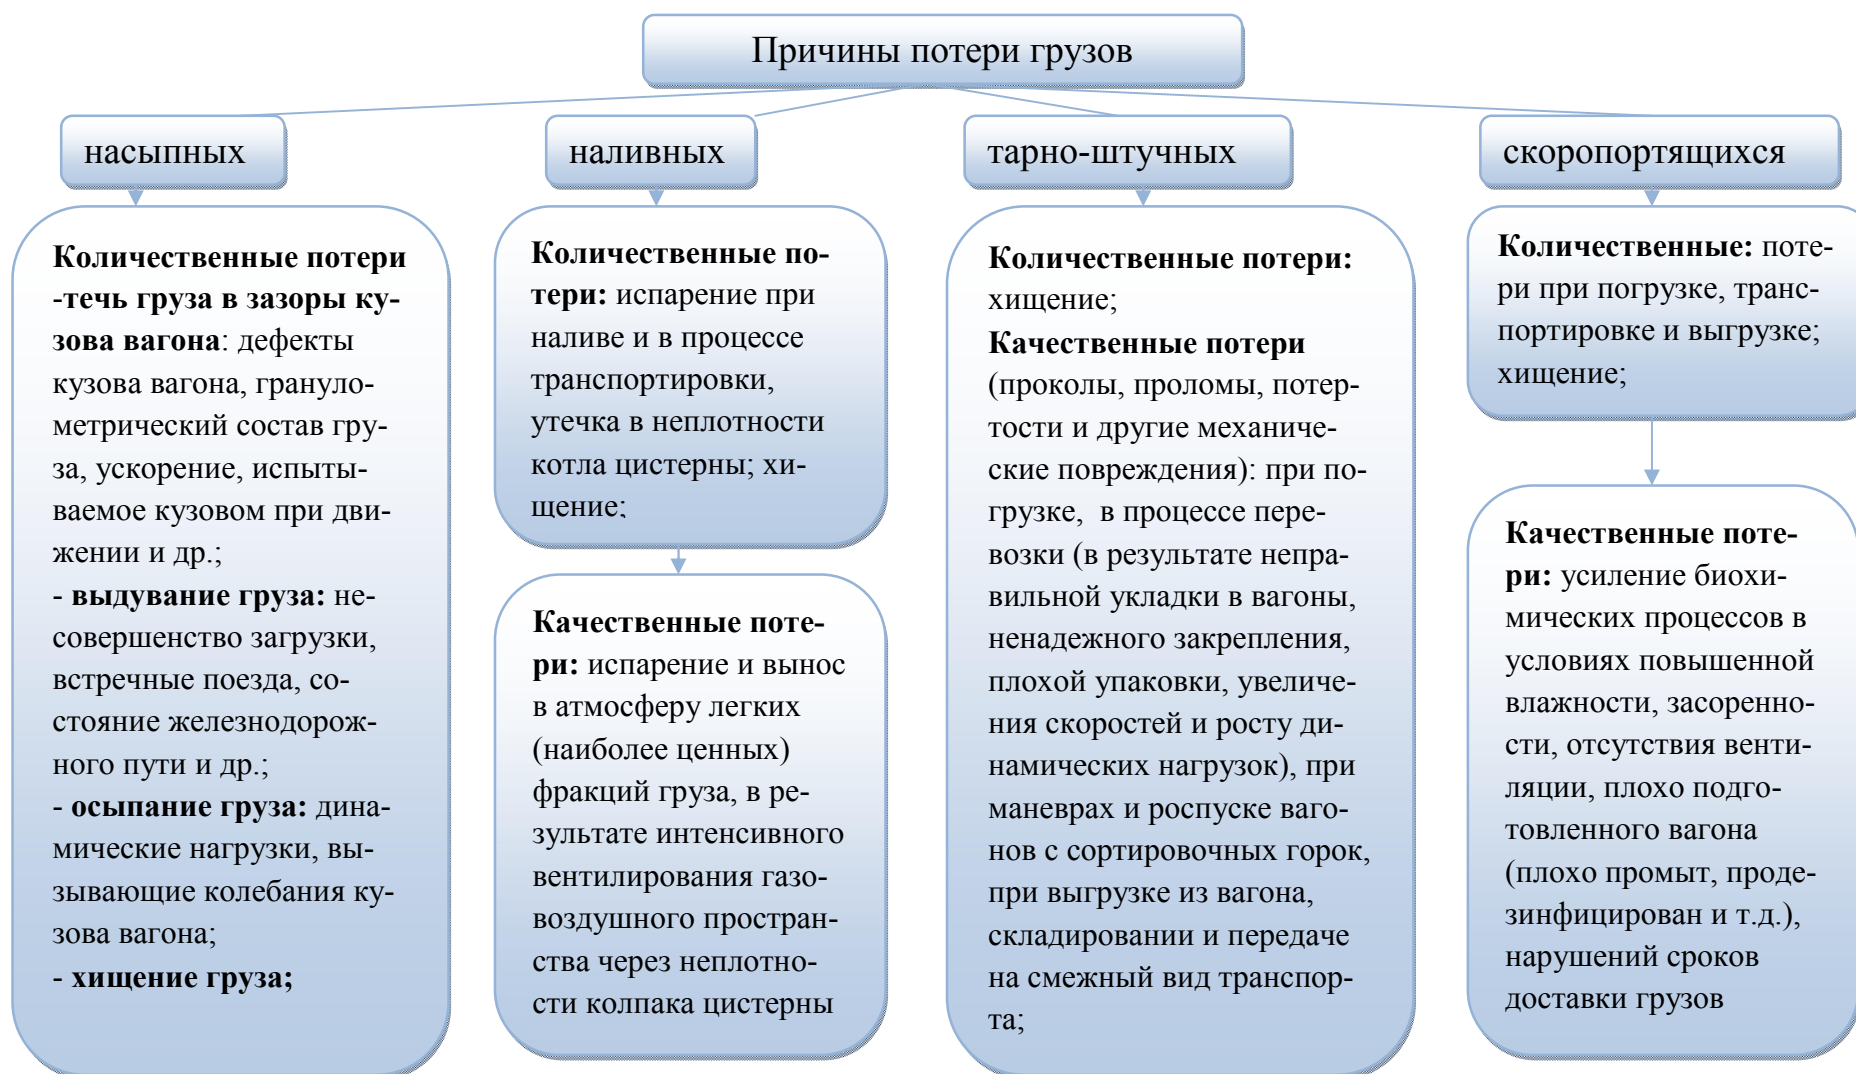 Причины потери грузов
насыпных
наливных
тарно-штучных
скоропортящихся
Количественные потери
-течь груза в зазоры ку-
зова вагона: дефекты
кузова вагона, грануло-
метрический состав гру-
за, ускорение, испыты-
ваемое кузовом при дви-
жении и др.;
- выдувание груза: не-
совершенство загрузки,
встречные поезда, со-
стояние железнодорож-
ного пути и др.;
- осыпание груза: дина-
мические нагрузки, вы-
зывающие колебания ку-
зова вагона;
- хищение груза;
Количественные по-
тери: испарение при
наливе и в процессе
транспортировки,
утечка в неплотности
котла цистерны; хи-
щение;
Качественные поте-
ри: испарение и вынос
в атмосферу легких
(наиболее ценных)
фракций груза, в ре-
зультате интенсивного
вентилирования газо-
воздушного простран-
ства через неплотно-
сти колпака цистерны
Количественные потери:
хищение;
Качественные потери
(проколы, проломы, потер-
тости и другие механиче-
ские повреждения): при по-
грузке, в процессе пере-
возки (в результате непра-
вильной укладки в вагоны,
ненадежного закрепления,
плохой упаковки, увеличе-
ния скоростей и росту ди-
намических нагрузок), при
маневрах и роспуске ваго-
нов с сортировочных горок,
при выгрузке из вагона,
складировании и передаче
на смежный вид транспор-
та;
Количественные: поте-
ри при погрузке, транс-
портировке и выгрузке;
хищение;
Качественные поте-
ри: усиление биохи-
мических процессов в
условиях повышенной
влажности, засоренно-
сти, отсутствия венти-
ляции, плохо подго-
товленного вагона
(плохо промыт, проде-
зинфицирован и т.д.),
нарушений сроков
доставки грузов